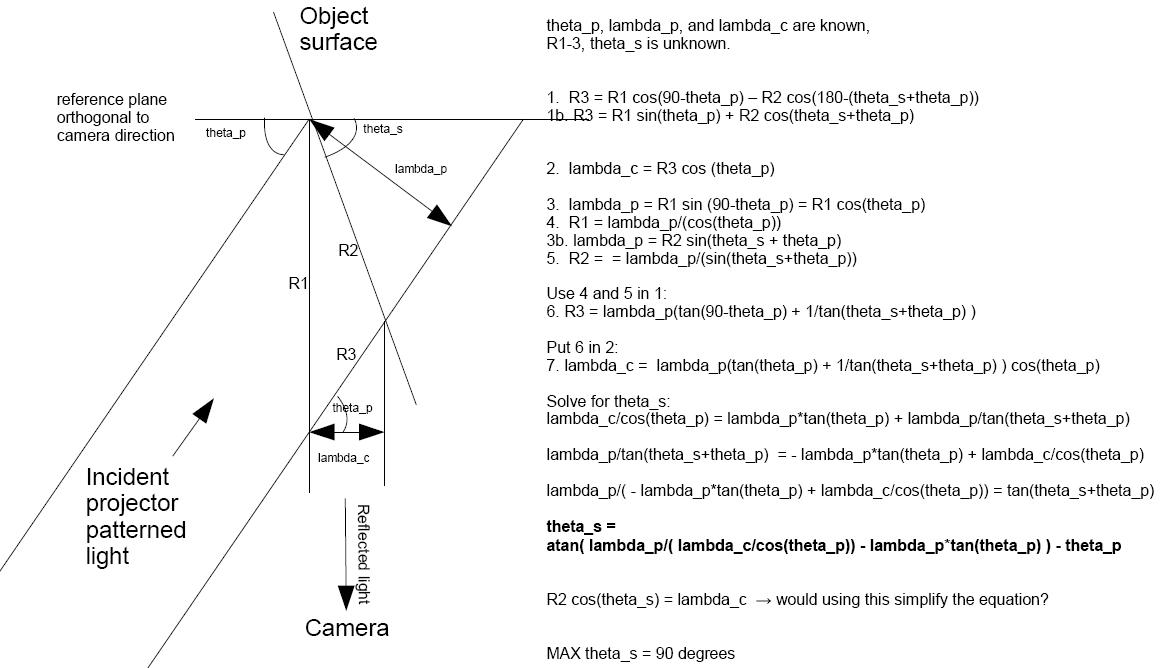 Object
surface
reference plane
orthogonal to
camera direction
theta_p
theta_s
lambda_p
R2
R1
R3
theta_p
lambda_c
Incident
projector
patterned
light
Reflected light
Camera
theta_p, lambda_p, and lambda_c are known,
R1-3, theta_s is unknown.
1.  R3 = R1 cos(90-theta_p) – R2 cos(180-(theta_s+theta_p))
1b. R3 = R1 sin(theta_p) + R2 cos(theta_s+theta_p)
2.  lambda_c = R3 cos (theta_p)
3.  lambda_p = R1 sin (90-theta_p) = R1 cos(theta_p)
4.  R1 = lambda_p/(cos(theta_p))
3b. lambda_p = R2 sin(theta_s + theta_p)
5.  R2 =  = lambda_p/(sin(theta_s+theta_p))
Use 4 and 5 in 1:
6. R3 = lambda_p(tan(90-theta_p) + 1/tan(theta_s+theta_p) )
Put 6 in 2:
7. lambda_c =  lambda_p(tan(theta_p) + 1/tan(theta_s+theta_p) ) cos(theta_p)
Solve for theta_s:
lambda_c/cos(theta_p) = lambda_p*tan(theta_p) + lambda_p/tan(theta_s+theta_p)
lambda_p/tan(theta_s+theta_p)  = - lambda_p*tan(theta_p) + lambda_c/cos(theta_p)
lambda_p/( - lambda_p*tan(theta_p) + lambda_c/cos(theta_p)) = tan(theta_s+theta_p)
theta_s =
atan( lambda_p/( lambda_c/cos(theta_p)) - lambda_p*tan(theta_p) ) - theta_p
R2 cos(theta_s) = lambda_c  → would using this simplify the equation?
MAX theta_s = 90 degrees